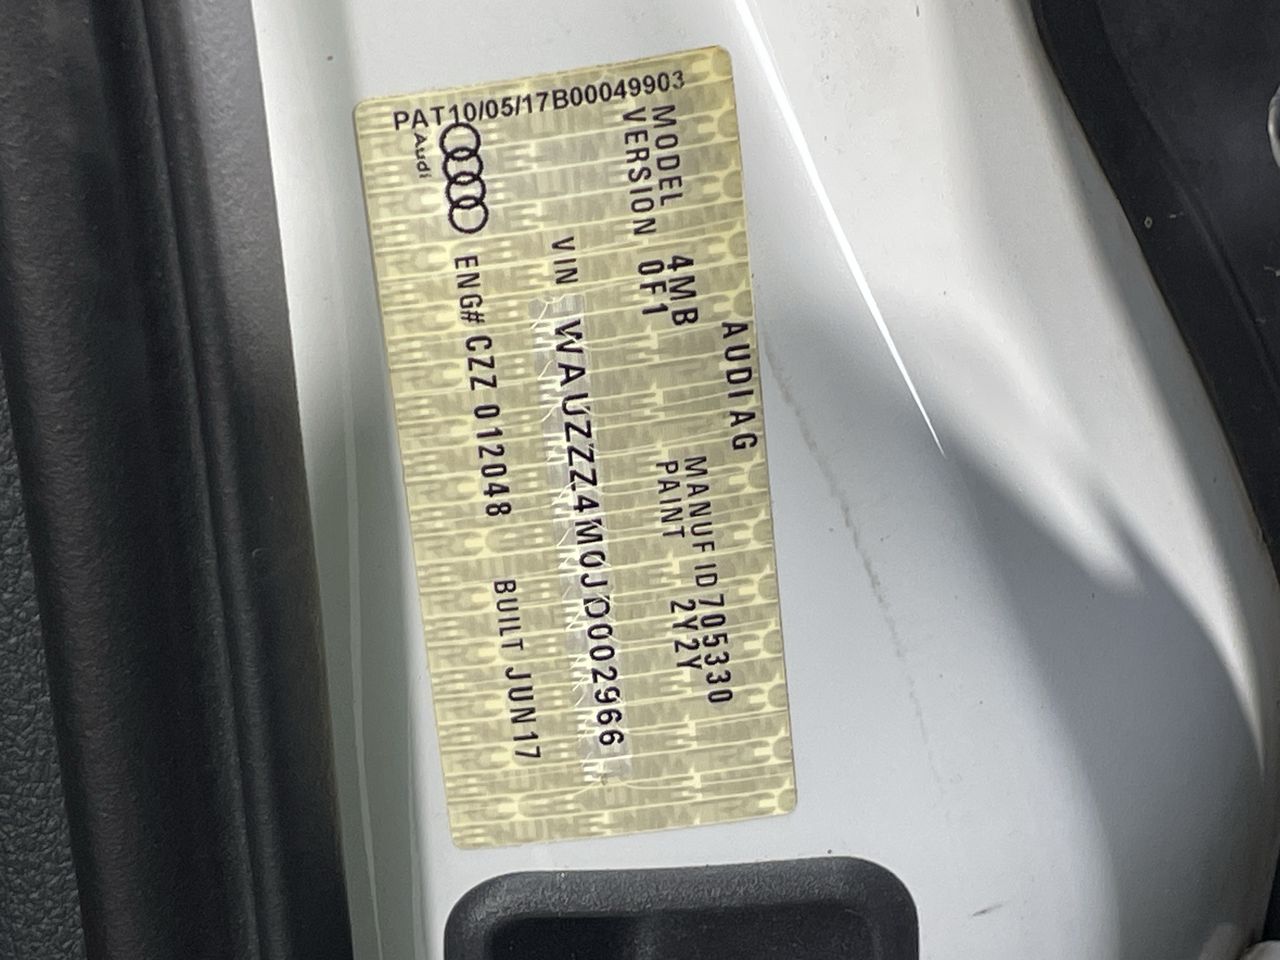 AUDI AG
MODEL 4MB MANUF ID 705330
VERSION 0F1 PAINT 2Y2Y
VIN WAUZZZ4M0JD002966
ENG# CZZ 012048 BUILT JUN17
Audi
PAT10/05/17B00049903